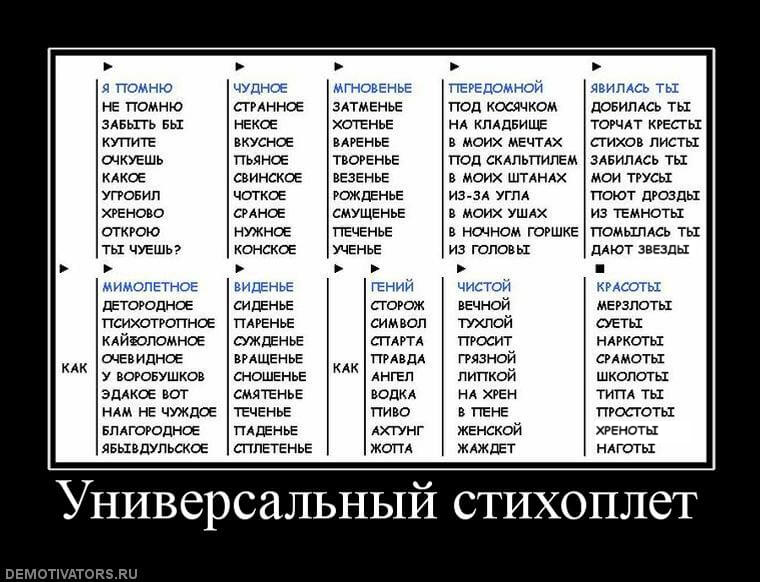 Я ПОМНЮ ЧУДНОЕ МГНОВЕНЬЕ ПЕРЕДОМНОЙ ЯВИЛАСЬ ТЫ
НЕ ПОМНЮ СТРАННОЕ ЗАТМЕНЬЕ ПОД КОСЯЧКОМ ДОБИЛАСЬ ТЫ
ЗАБЫТЬ БЫ НЕКОЕ ХОТЕНЬЕ НА КЛАДБИЩЕ ТОРЧАТ КРЕСТЫ
КУПИТЕ ВКУСНОЕ ВАРЕНЬЕ В МОИХ МЕЧТАХ СТИХОВ ЛИСТЫ
ОЧКУЕШЬ ПЬЯНОЕ ТВОРЕНЬЕ ПОД СКАЛЬПИЛЕМ ЗАБИЛАСЬ ТЫ
КАКОЕ СВИНСКОЕ ВЕЗЕНЬЕ В МОИХ ШТАНАХ МОИ ТРУСЫ
УГРОБИЛ ЧОТКОЕ РОЖДЕНЬЕ ИЗ-ЗА УГЛА ПОЮТ ДРОЗДЫ
ХРЕНОВО СРАНОЕ СМУЩЕНЬЕ В МОИХ УШАХ ИЗ ТЕМНОТЫ
ОТКРОЮ НУЖНОЕ ПЕЧЕНЬЕ В НОЧНОМ ГОРШКЕ ПОМЫЛАСЬ ТЫ
ТЫ ЧУЕШЬ? КОНСКОЕ УЧЕНЬЕ ИЗ ГОЛОВЫ ДАЮТ ЗВЕЗДЫ
МИМОЛЕТНОЕ ВИДЕНЬЕ ГЕНИЙ ЧИСТОЙ КРАСОТЫ
ДЕТОРОДНОЕ СИДЕНЬЕ СТОРОЖ ВЕЧНОЙ МЕРЗЛОТЫ
ПСИХОТРОПНОЕ ПАРЕНЬЕ СИМВОЛ ТУХЛОЙ СУЕТЫ
КАЙФОЛОМНОЕ СУЖДЕНЬЕ СПАРТА ПРОСИТ НАРКОТЫ
КАК ОЧЕВИДНОЕ ВРАЩЕНЬЕ КАК ПРАВДА ГРЯЗНОЙ СРАМОТЫ
У ВОРОБУШКОВ СНОШЕНЬЕ АНГЕЛ ЛИПКОЙ ШКОЛОТЫ
ЭДАКОЕ ВОТ СМЯТЕНЬЕ ВОДКА НА ХРЕН ТИПА ТЫ
НАМ НЕ ЧУЖДОЕ ТЕЧЕНЬЕ ПИВО В ПЕНЕ ПРОСТОТЫ
БЛАГОРОДНОЕ ПАДЕНЬЕ АХТУНГ ЖЕНСКОЙ ХРЕНОТЫ
ЯБЫВДУЛЬСКОЕ СПЛЕТЕНЬЕ ЖОПА ЖАЖДЕТ НАГОТЫ
Универсальный стихоплет
DEMOTIVATORS.RU